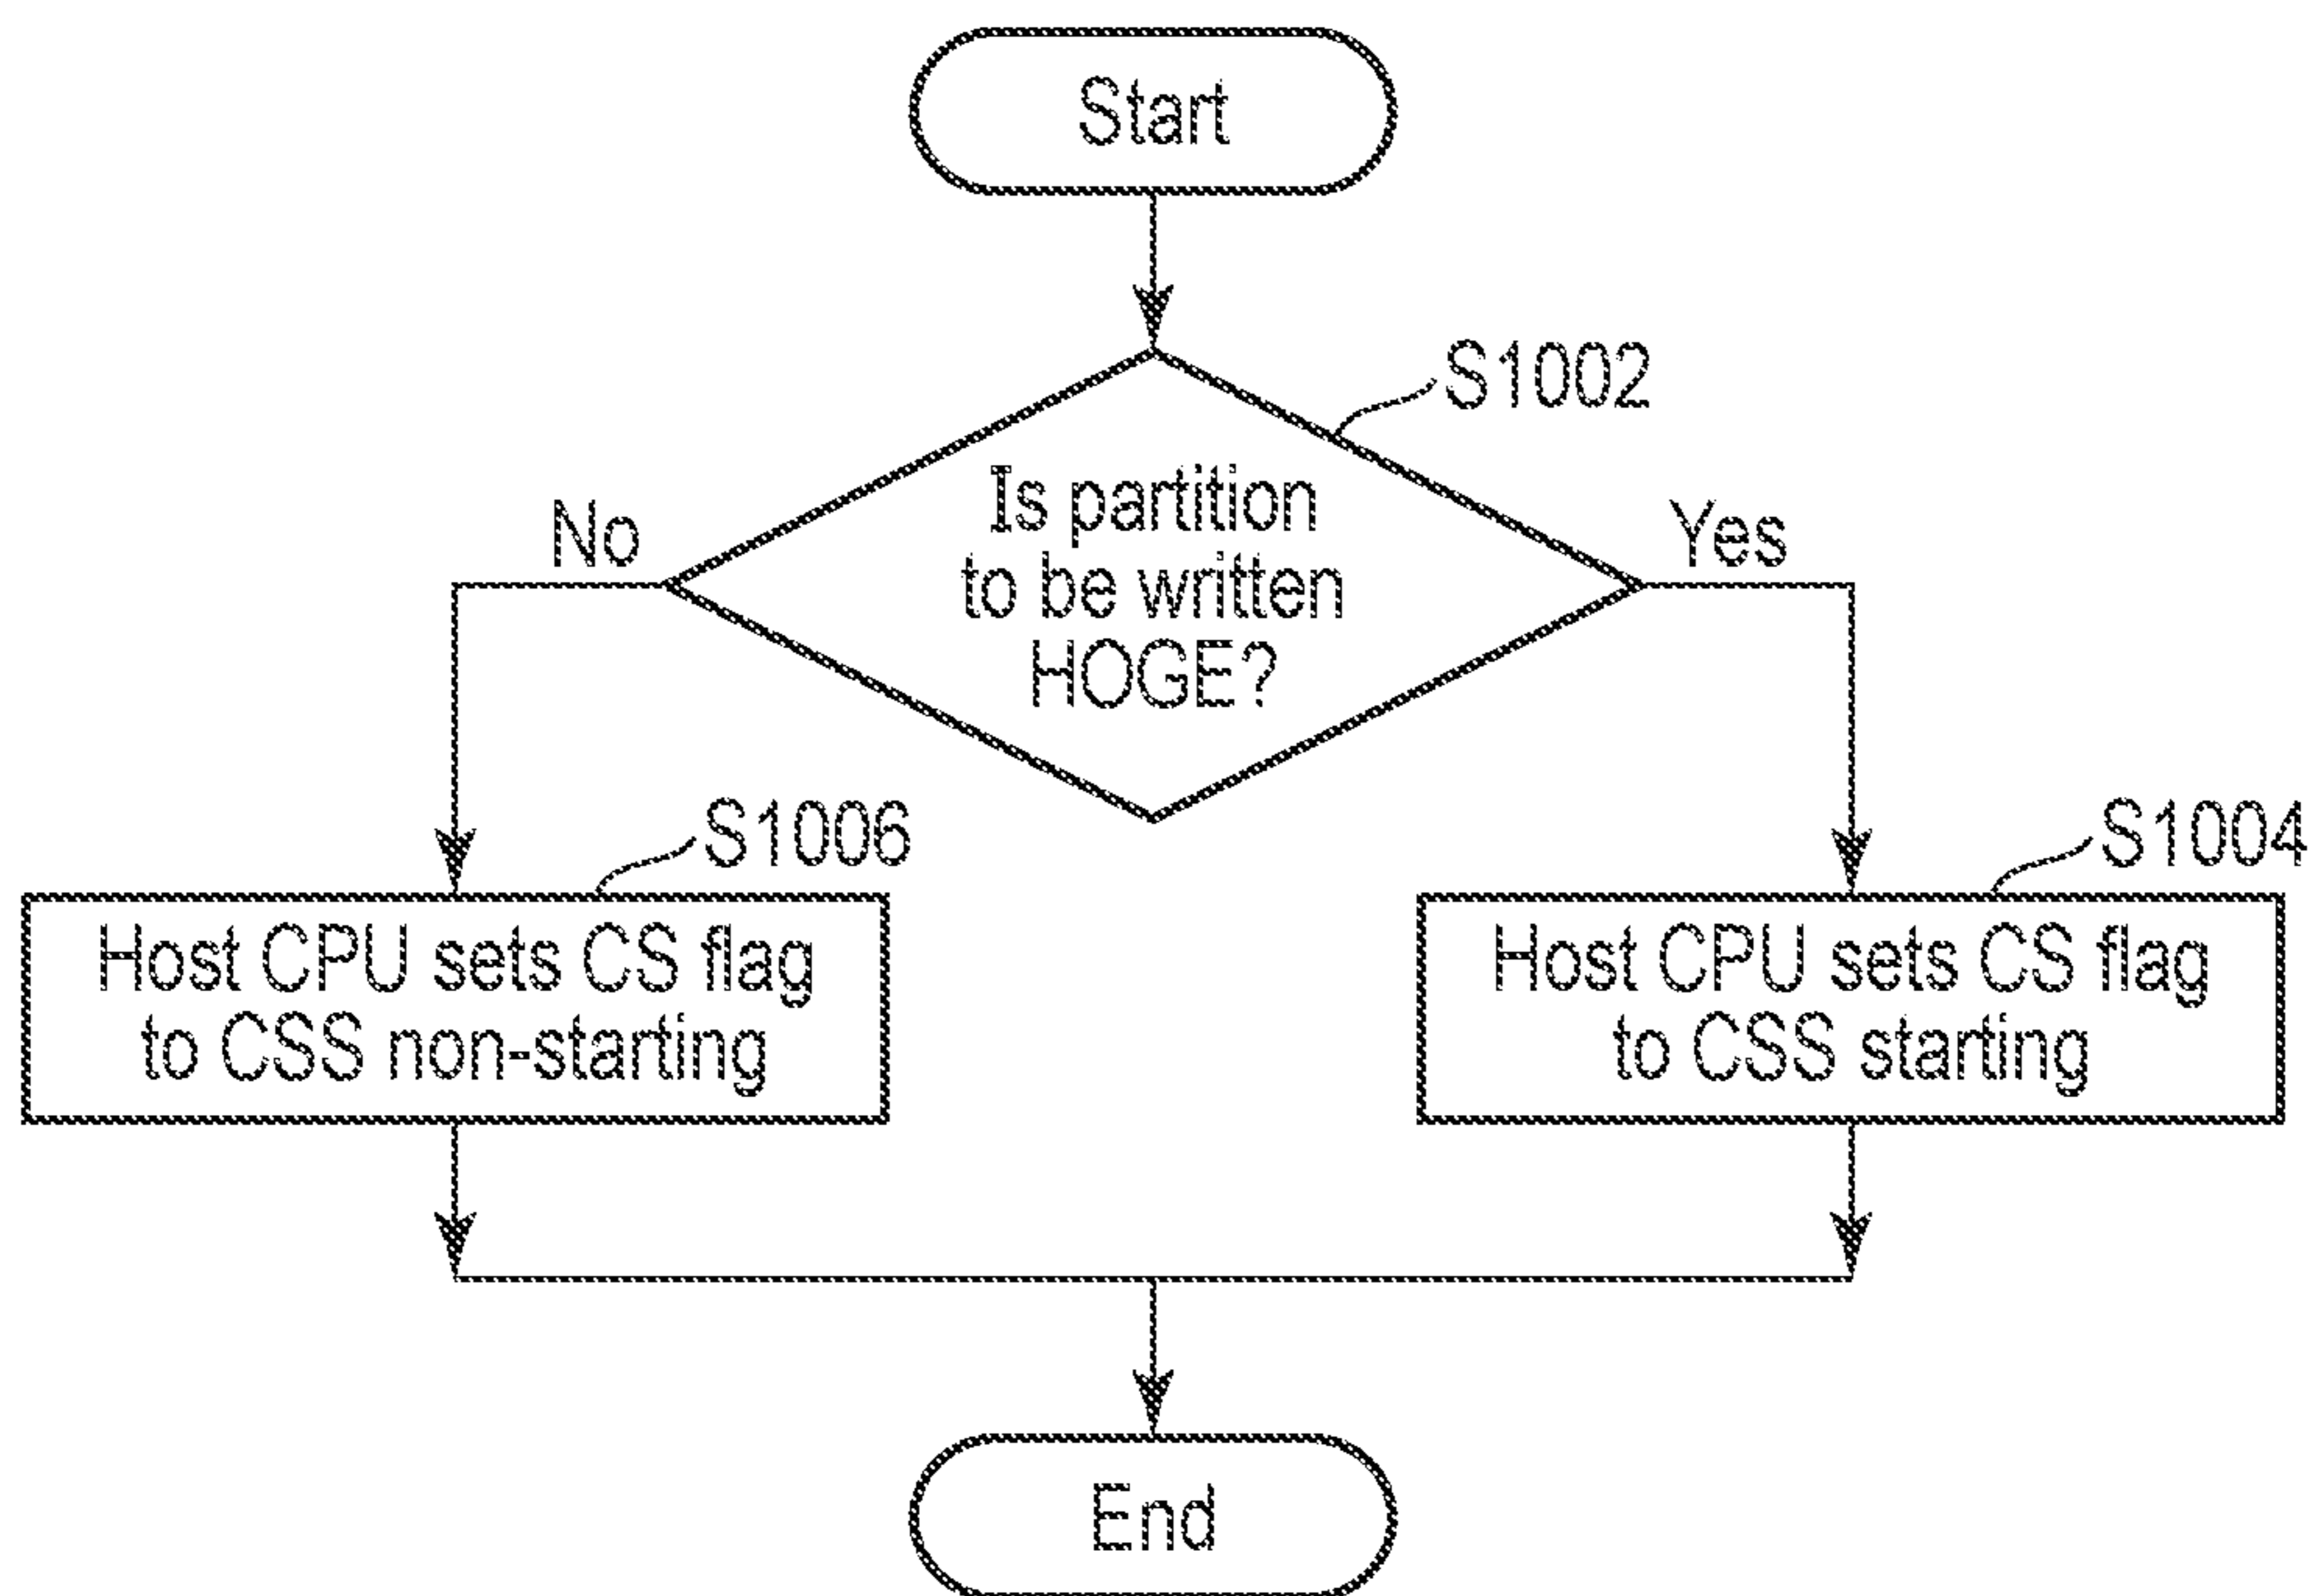 Start
S1002
Is partition
to be written
HOGE?
No
Yes
S1006
S1004
Host CPU sets CS flag
to CSS non-starting
Host CPU sets CS flag
to CSS starting
End